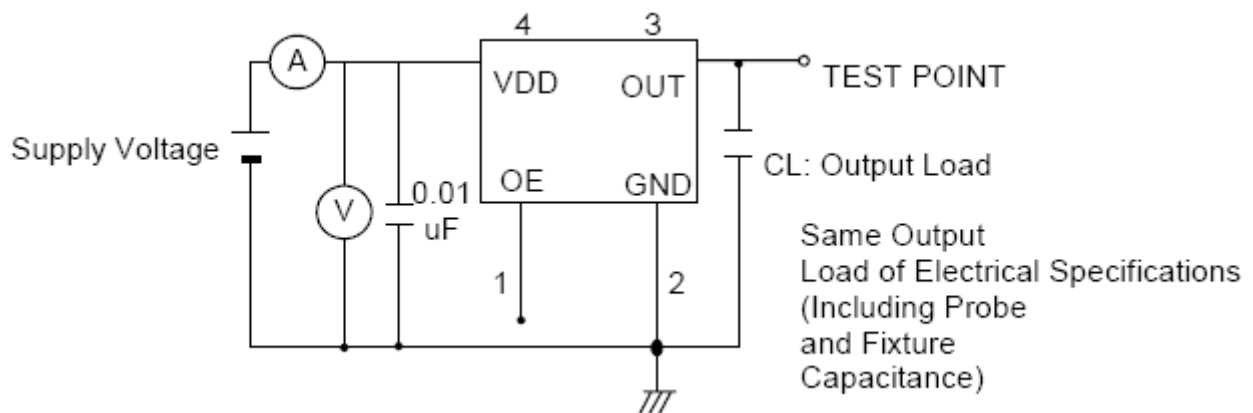 4
3
A
VDD
OUT
TEST POINT
Supply Voltage
OE
GND
CL: Output Load
V
0.01
uF
1
2
Same Output
Load of Electrical Specifications
(Including Probe
and Fixture
Capacitance)